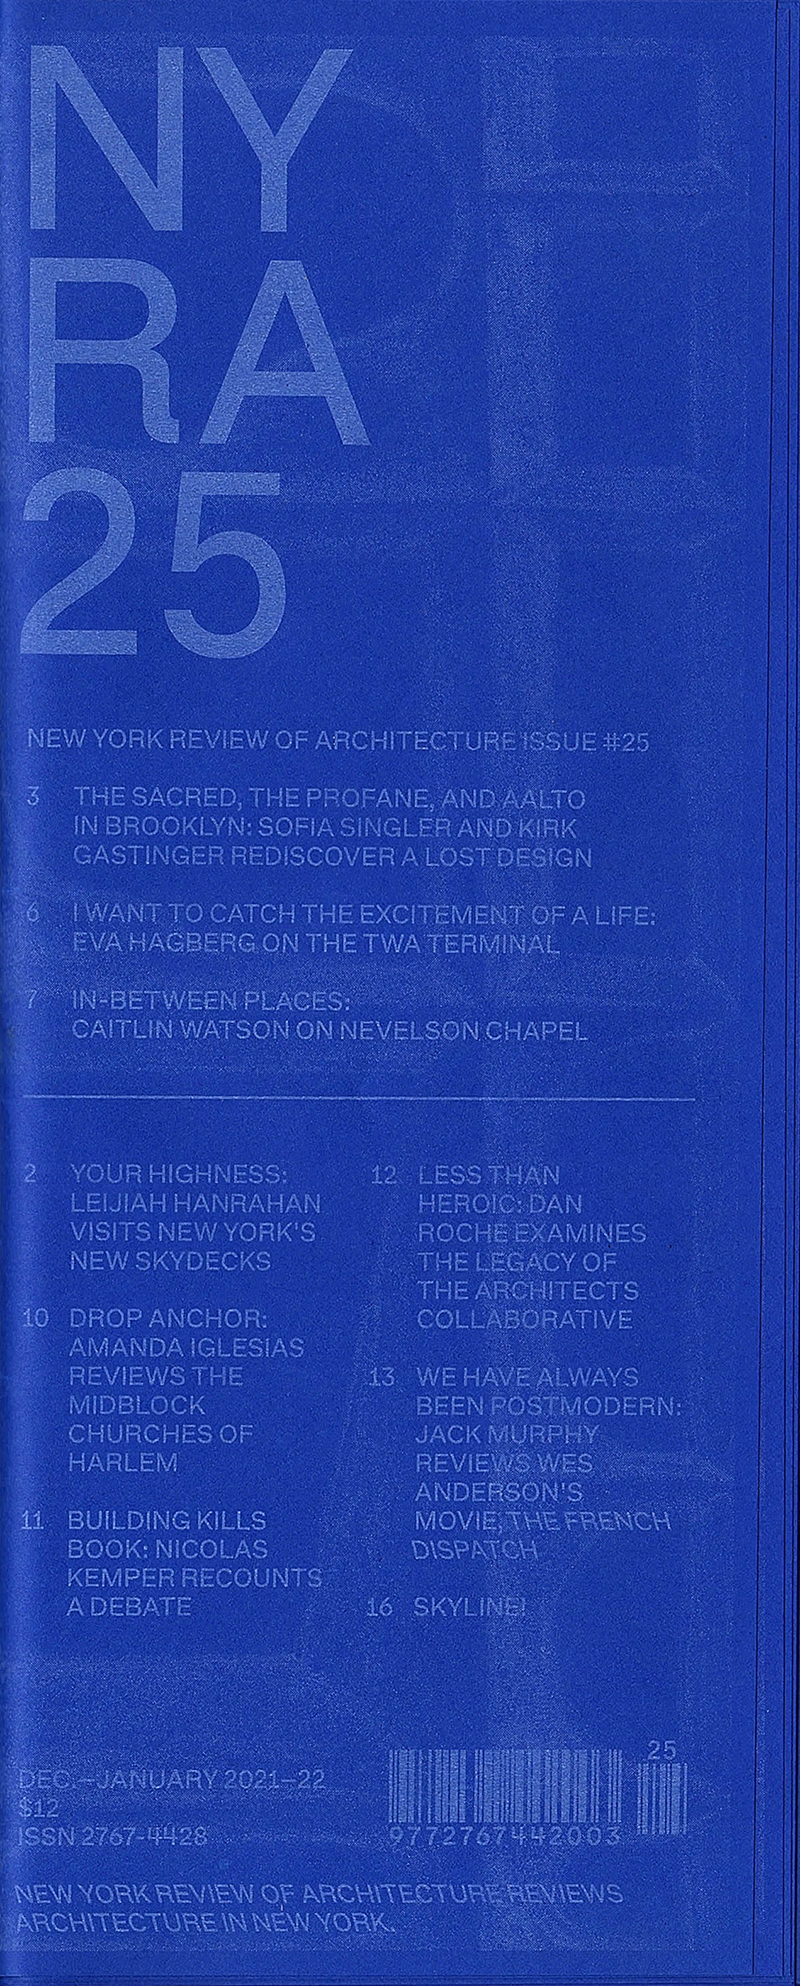 NY
RA
25
NEW YORK REVIEW OF ARCHITECTURE ISSUE #25
3 THE SACRED, THE PROFANE, AND AALTO
IN BROOKLYN: SOFIA SINGLER AND KIRK
GASTINGER REDISCOVER A LOST DESIGN
6 I WANT TO CATCH THE EXCITEMENT OF A LIFE:
EVA HAGBERG ON THE TWA TERMINAL
7 IN-BETWEEN PLACES:
CAITLIN WATSON ON NEVELSON CHAPEL
2 YOUR HIGHNESS:
LEIJIAH HANRAHAN
VISITS NEW YORK'S
NEW SKYDECKS
10 DROP ANCHOR:
AMANDA IGLESIAS
REVIEWS THE
MIDBLOCK
CHURCHES OF
HARLEM
11 BUILDING KILLS
BOOK: NICOLAS
KEMPER RECOUNTS
A DEBATE
12 LESS THAN
HEROIC: DAN
ROCHE EXAMINES
THE LEGACY OF
THE ARCHITECTS
COLLABORATIVE
13 WE HAVE ALWAYS
BEEN POSTMODERN:
JACK MURPHY
REVIEWS WES
ANDERSON'S
MOVIE, THE FRENCH
DISPATCH
16 SKYLINE!
DEC.–JANUARY 2021–22
$12
ISSN 2767-4428
25
9772767442003
NEW YORK REVIEW OF ARCHITECTURE REVIEWS
ARCHITECTURE IN NEW YORK.